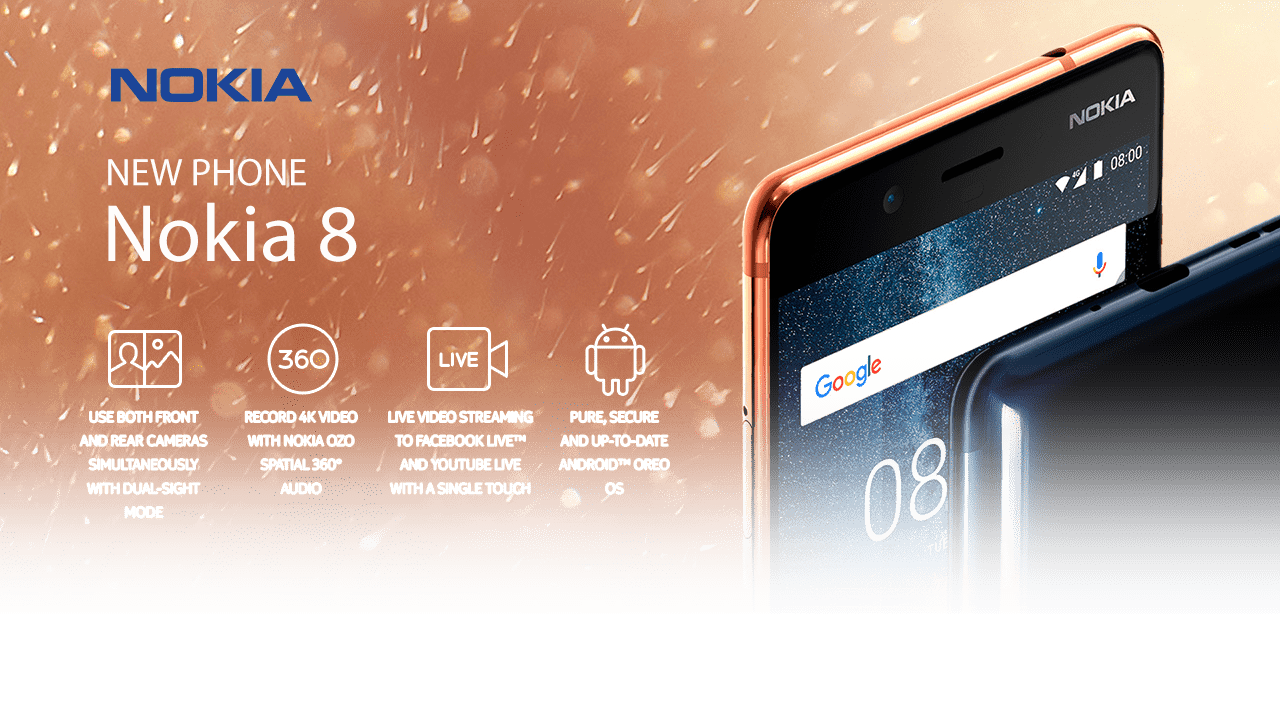 NOKIA
NEW PHONE
Nokia 8
LIVE
360
USE BOTH FRONT
AND REAR CAMERAS
SIMULTANEOUSLY
WITH DUAL-SIGHT
MODE
RECORD 4K VIDEO
WITH NOKIA OZO
SPATIAL 360°
AUDIO
LIVE VIDEO STREAMING
TO FACEBOOK LIVE™
AND YOUTUBE LIVE
WITH A SINGLE TOUCH
PURE, SECURE
AND UP-TO-DATE
ANDROID™ OREO
OS
NOKIA
4G
08:00
Google
08
TUE